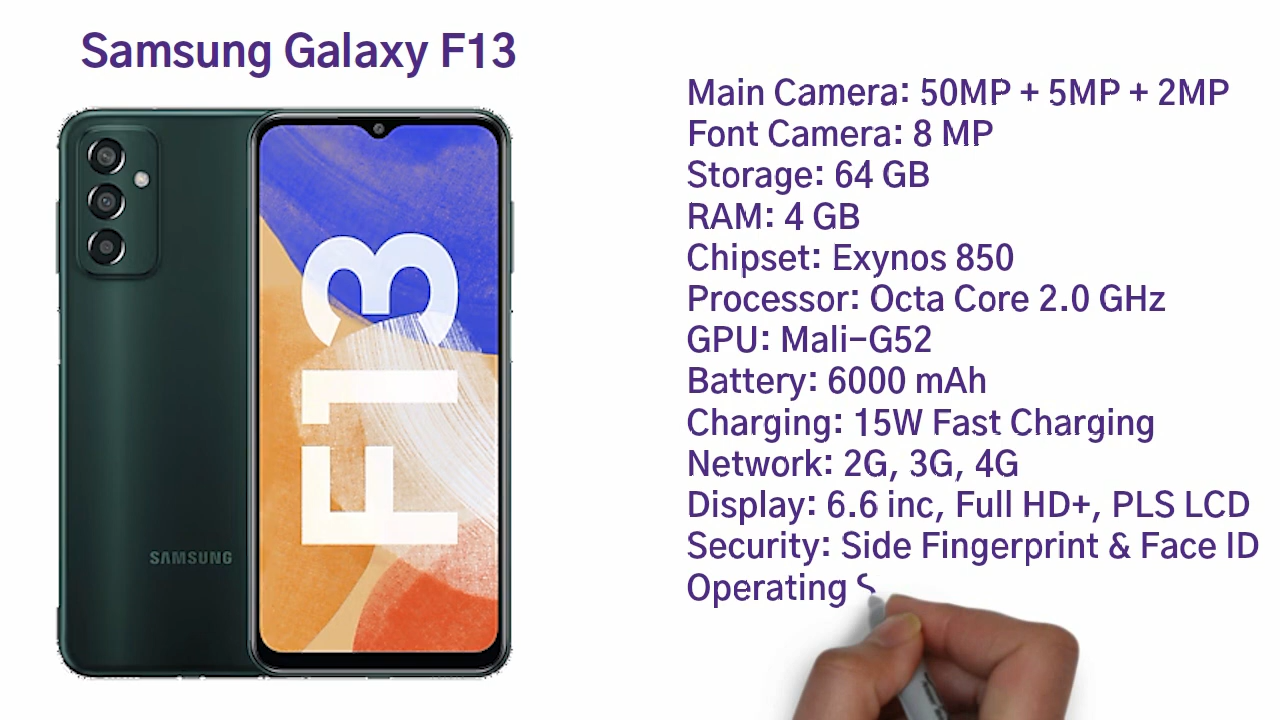 Samsung Galaxy F13
F13
SAMSUNG
Main Camera: 50MP + 5MP + 2MP
Font Camera: 8 MP
Storage: 64 GB
RAM: 4 GB
Chipset: Exynos 850
Processor: Octa Core 2.0 GHz
GPU: Mali-G52
Battery: 6000 mAh
Charging: 15W Fast Charging
Network: 2G, 3G, 4G
Display: 6.6 inc, Full HD+, PLS LCD
Security: Side Fingerprint & Face ID
Operating S